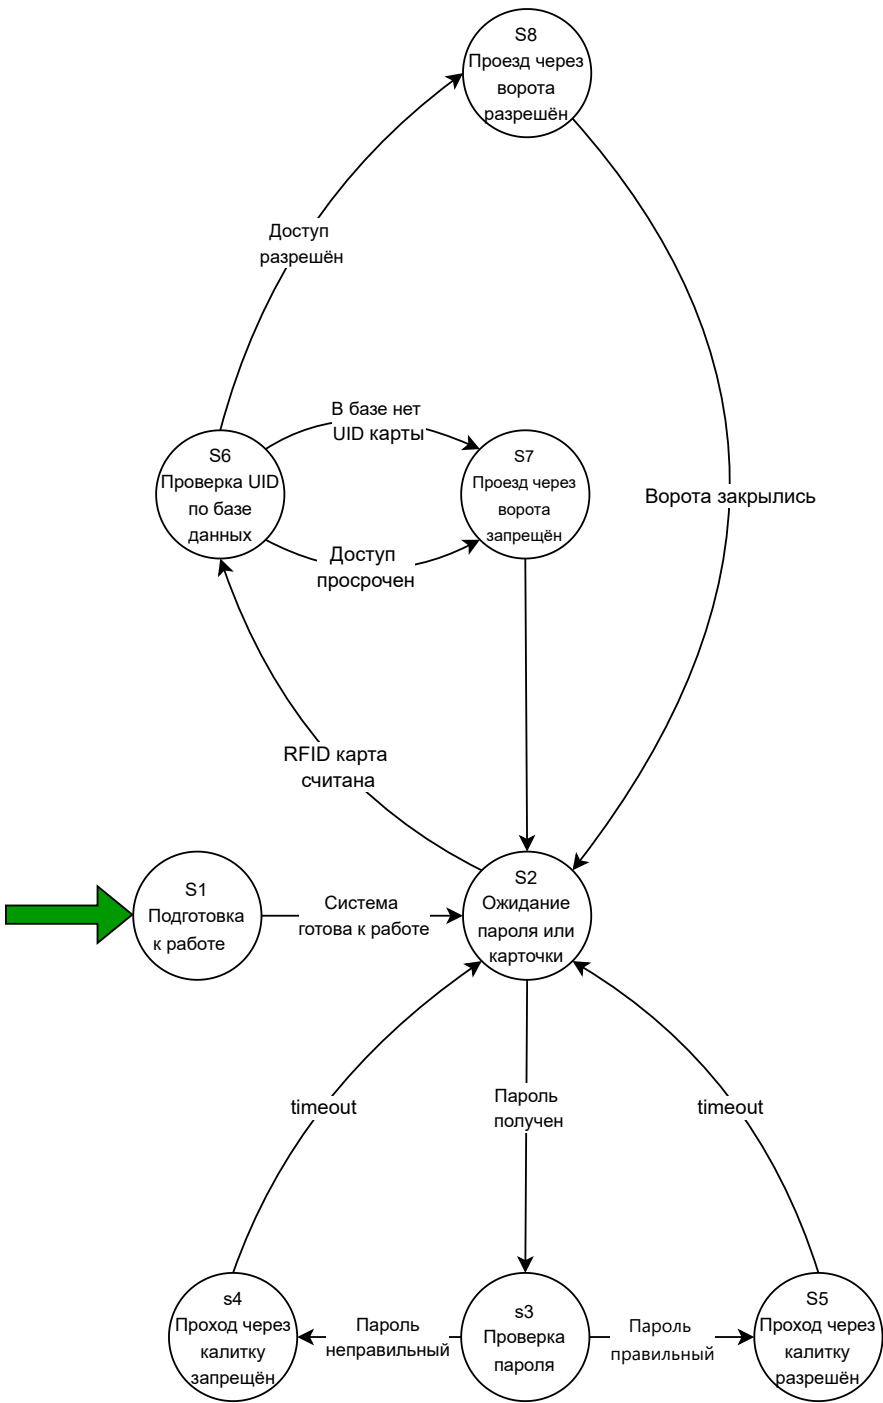 S8
Проезд через
ворота
разрешён
Доступ
разрешён
В базе нет
UID карты
S6
Проверка UID
по базе
данных
S7
Проезд через
ворота
запрещён
Ворота закрылись
Доступ
просрочен
RFID карта
считана
S1
Подготовка
к работе
Система
готова к работе
S2
Ожидание
пароля или
карточки
timeout
Пароль
получен
timeout
s4
Проход через
калитку
запрещён
Пароль
неправильный
s3
Проверка
пароля
Пароль
правильный
S5
Проход через
калитку
разрешён